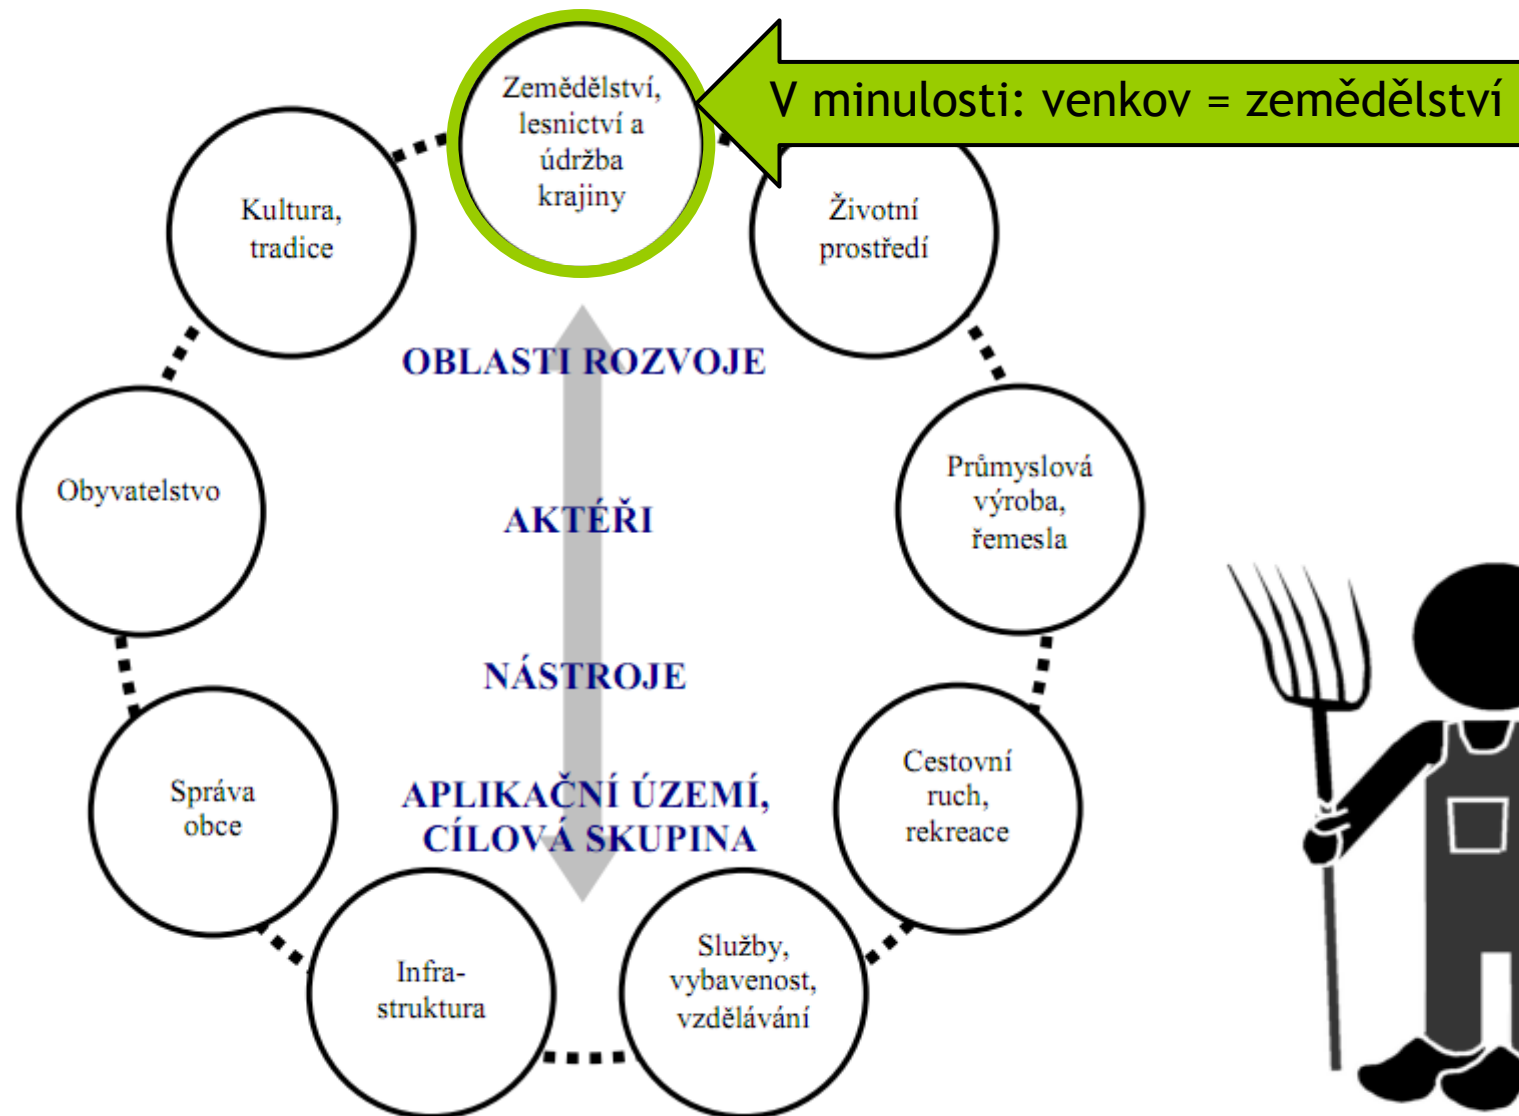 Zemědělství,
lesnictví a
údržba
krajiny
V minulosti: venkov = zemědělství
Kultura,
tradice
Životní
prostředí
OBLASTI ROZVOJE
Obyvatelstvo
AKTÉŘI
Průmyslová
výroba,
řemesla
NÁSTROJE
Správa
obce
APLIKAČNÍ ÚZEMÍ,
CÍLOVÁ SKUPINA
Cestovní
ruch,
rekreace
Infra-
struktura
Služby,
vybavenost,
vzdělávání